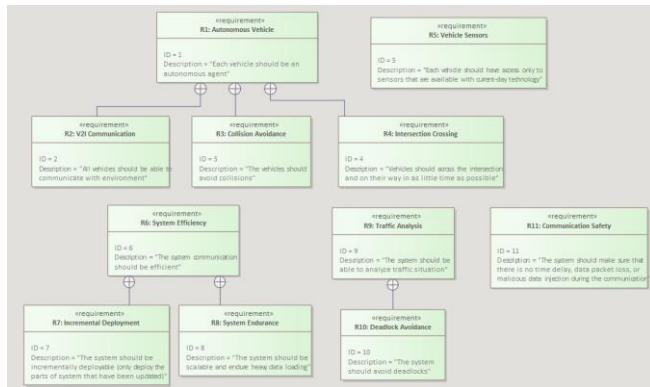 «requirement»
R1: Autonomous Vehicle
ID = 1
Description = "Each vehicle should be an
autonomous agent"
«requirement»
R5: Vehicle Sensors
ID = 5
Description = "Each vehicle should have access only to
sensors that are available with current-day technology"
«requirement»
R2: V2I Communication
ID = 2
Description = "All vehicles should be able to
communicate with environment"
«requirement»
R3: Collision Avoidance
ID = 3
Description = "The vehicles should
avoid collisions"
«requirement»
R4: Intersection Crossing
ID = 4
Description = "Vehicles should across the intersection
and on their way in as little time as possible"
«requirement»
R6: System Efficiency
ID = 6
Description = "The system communication
should be efficient"
«requirement»
R9: Traffic Analysis
ID = 9
Description = "The system should be
able to analyze traffic situation"
«requirement»
R11: Communication Safety
ID = 11
Description = "The system should make sure that
there is no time delay, data packet loss, or
malicious data injection during the communication
«requirement»
R7: Incremental Deployment
ID = 7
Description = "The system should be
incrementally deployable (only deploy the
parts of system that have been updated)"
«requirement»
R8: System Endurance
ID = 8
Description = "The system should be
scalable and endure heavy data loading"
«requirement»
R10: Deadlock Avoidance
ID = 10
Description = "The system
should avoid deadlocks"